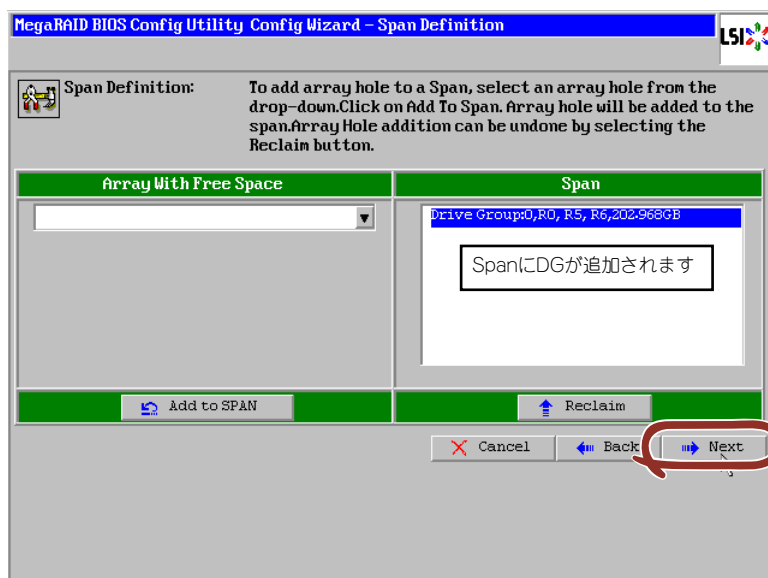 MegaRAID BIOS Config Utility Config Wizard – Span Definition
LSI
Span Definition:
To add array hole to a Span, select an array hole from the
drop-down.Click on Add To Span. Array hole will be added to the
span.Array Hole addition can be undone by selecting the
Reclaim button.
Array With Free Space
Span
Drive Group:0,R0, R5, R6,202.968GB
SpanにDGが追加されます
Add to SPAN
Reclaim
Cancel
Back
Next